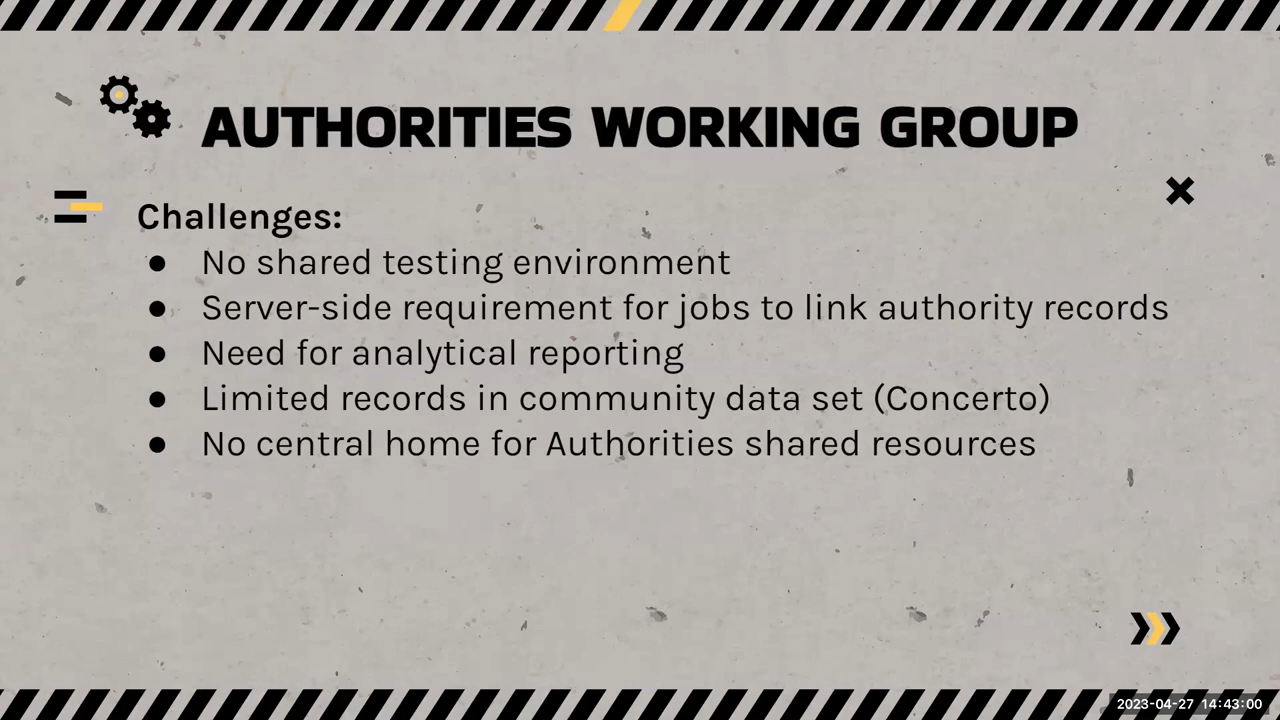 AUTHORITIES WORKING GROUP
Challenges:
● No shared testing environment
● Server-side requirement for jobs to link authority records
● Need for analytical reporting
● Limited records in community data set (Concerto)
● No central home for Authorities shared resources
2023-04-27 14:43:00